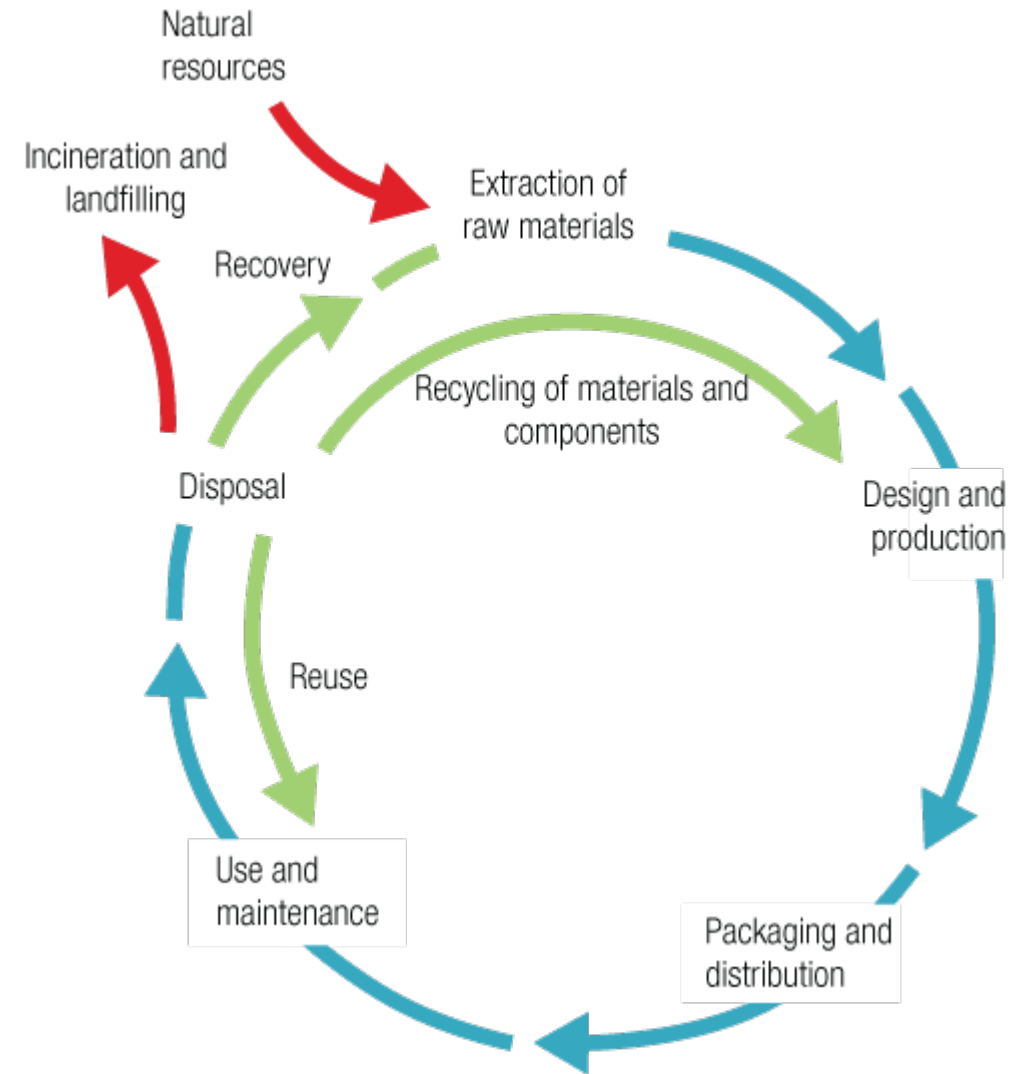 Natural
resources
Incineration and
landfilling
Extraction of
raw materials
Recovery
Recycling of materials and
components
Disposal
Design and
production
Reuse
Use and
maintenance
Packaging and
distribution